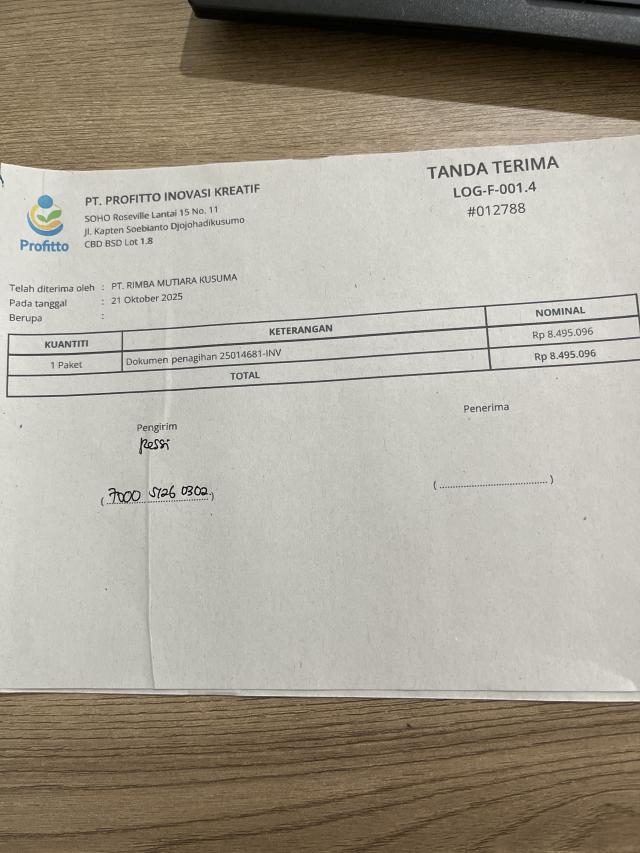 Profitto
PT. PROFITTO INOVASI KREATIF
SOHO Roseville Lantai 15 No. 11
Jl. Kapten Soebianto Djojohadikusumo
CBD BSD Lot 1.8
TANDA TERIMA
LOG-F-001.4
#012788
Telah diterima oleh : PT. RIMBA MUTIARA KUSUMA
Pada tanggal : 21 Oktober 2025
Berupa :
KUANTITI KETERANGAN NOMINAL
1 Paket Dokumen penagihan 25014681-INV Rp 8.495.096
TOTAL Rp 8.495.096
Pengirim Penerima
Ressi
( 7000 5126 0302 ) (..............................)